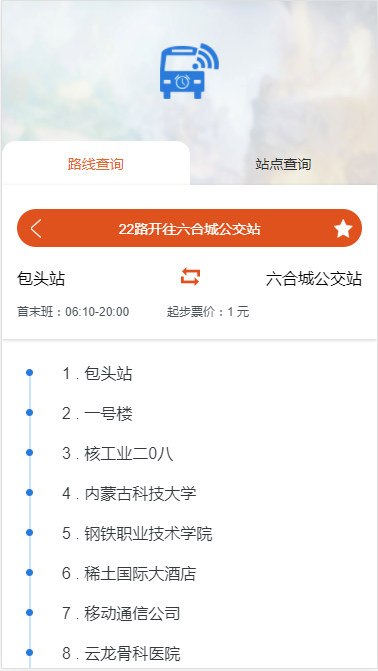 路线查询
站点查询
22路开往六合城公交站
包头站
六合城公交站
首末班：06:10-20:00
起步票价：1 元
1 . 包头站
2 . 一号楼
3 . 核工业二0八
4 . 内蒙古科技大学
5 . 钢铁职业技术学院
6 . 稀土国际大酒店
7 . 移动通信公司
8 . 云龙骨科医院